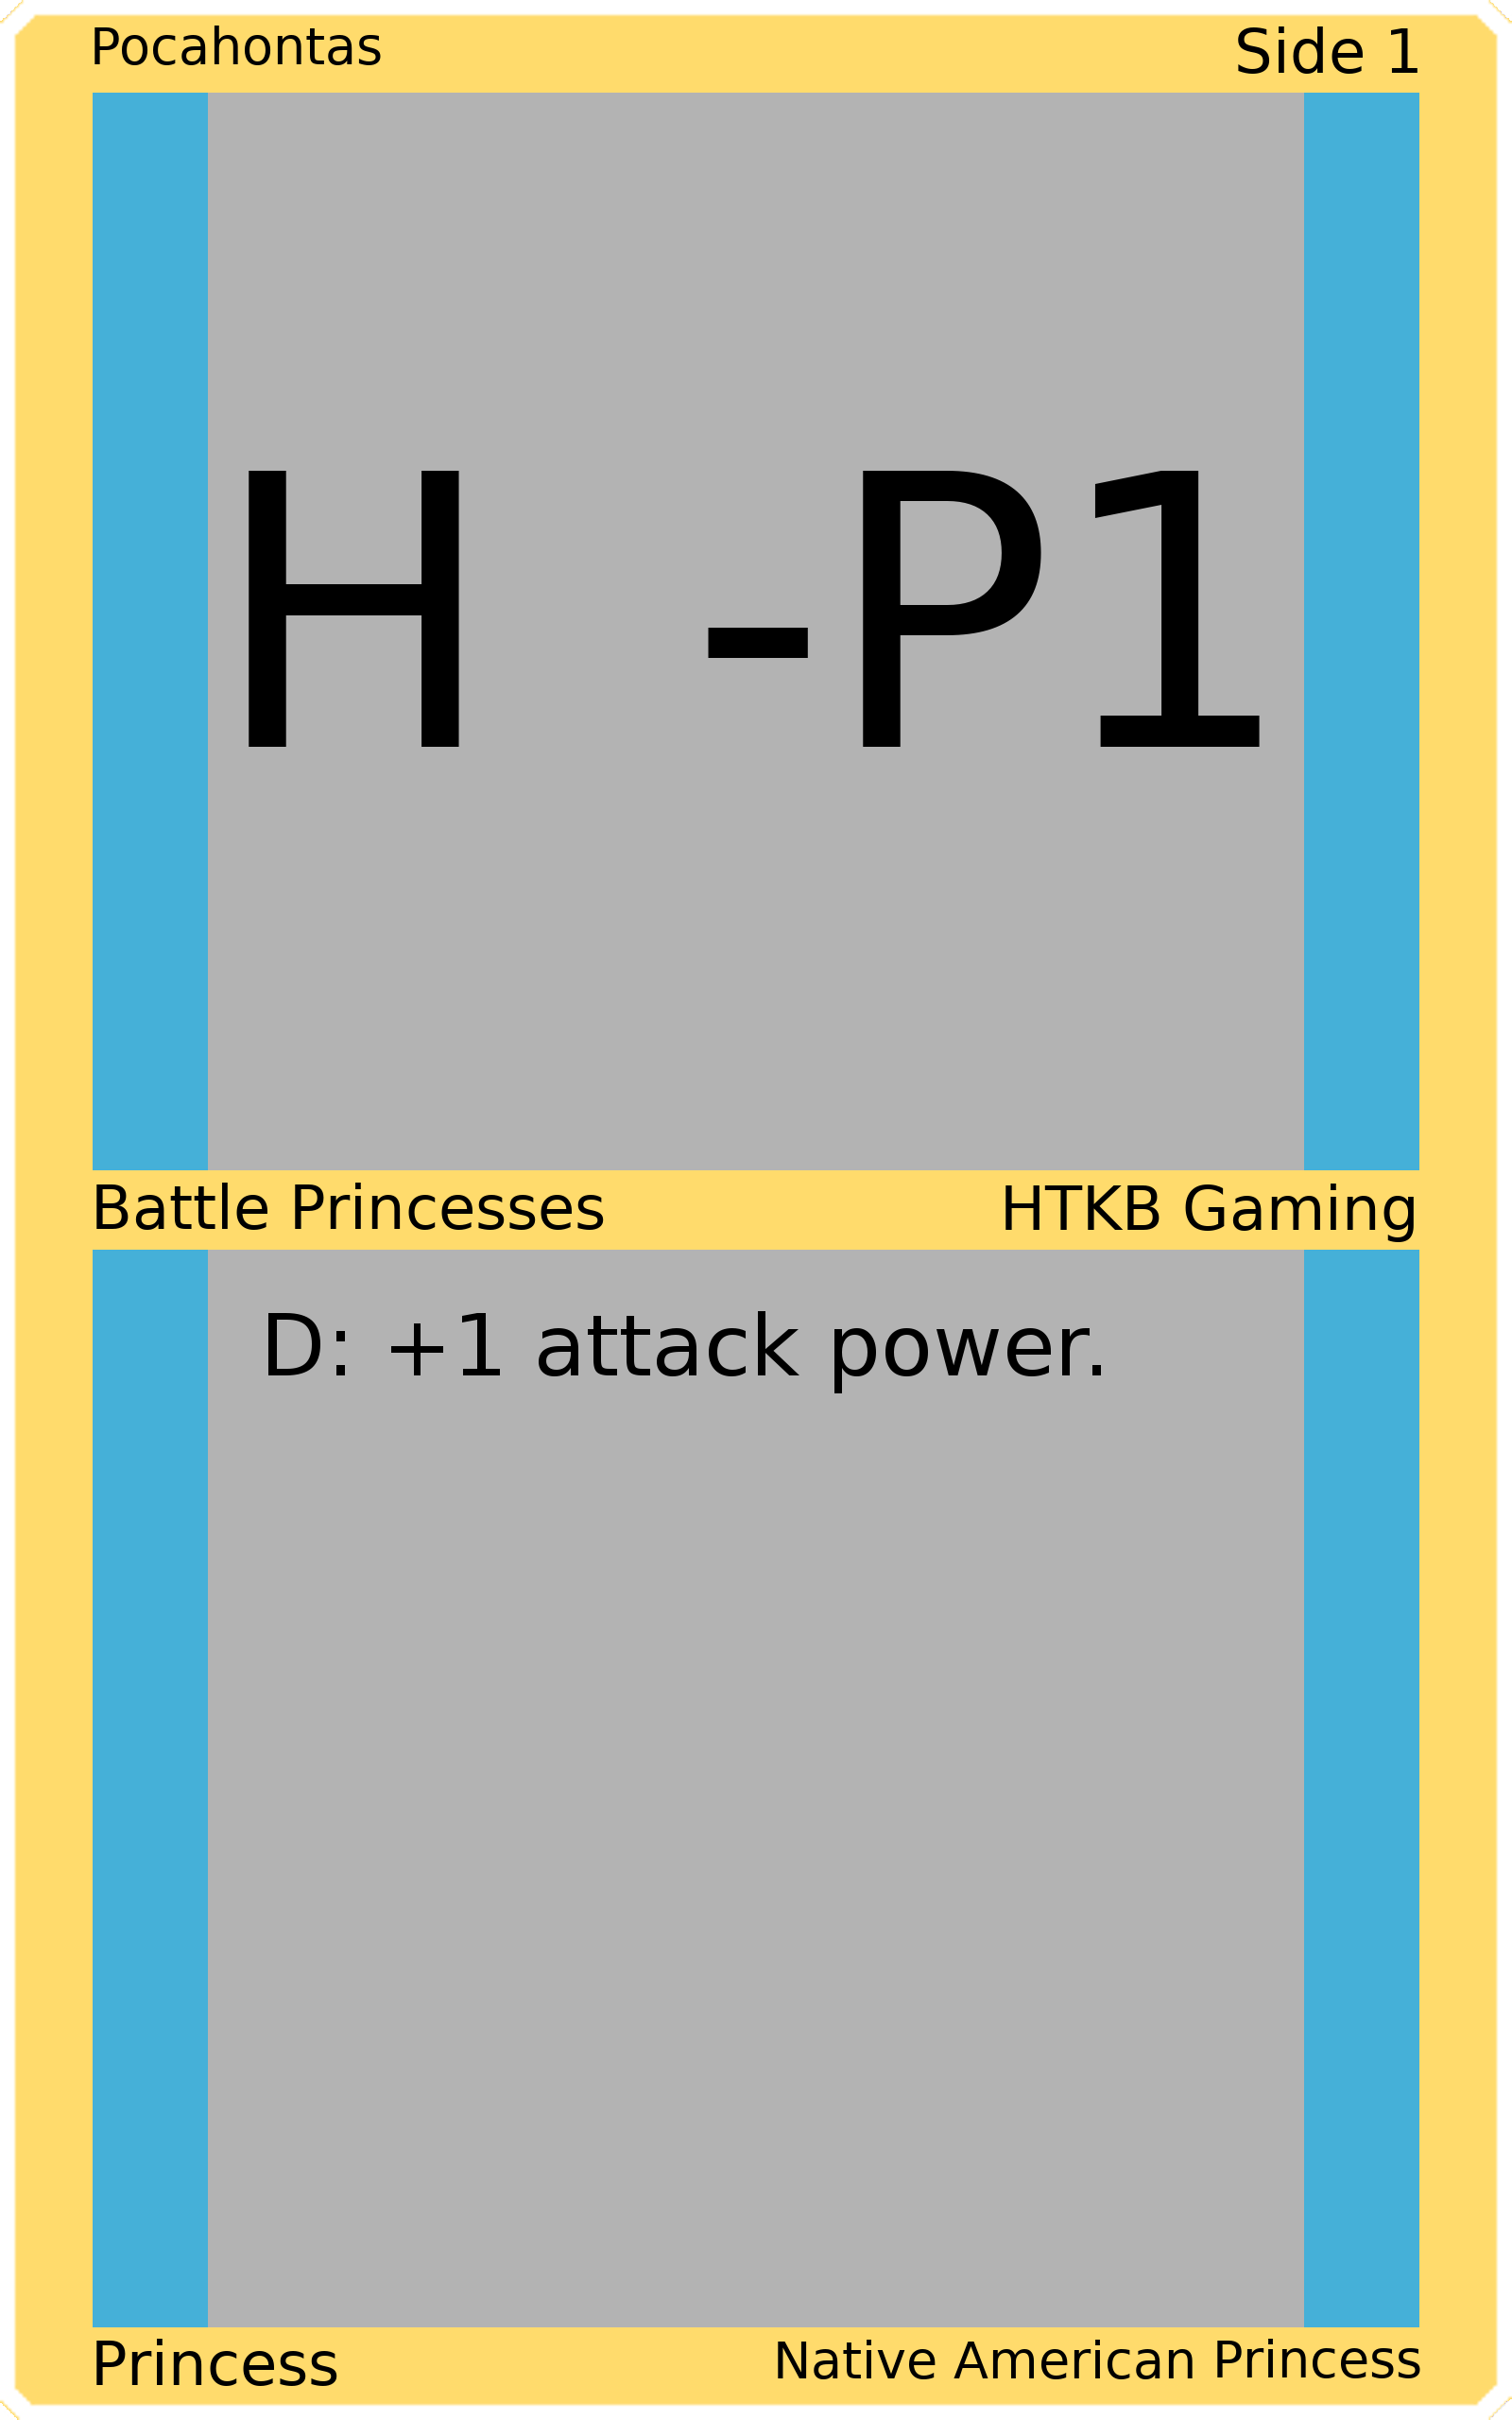 Pocahontas
Side 1
H -P1
Battle Princesses
HTKB Gaming
D: +1 attack power.
Princess
Native American Princess